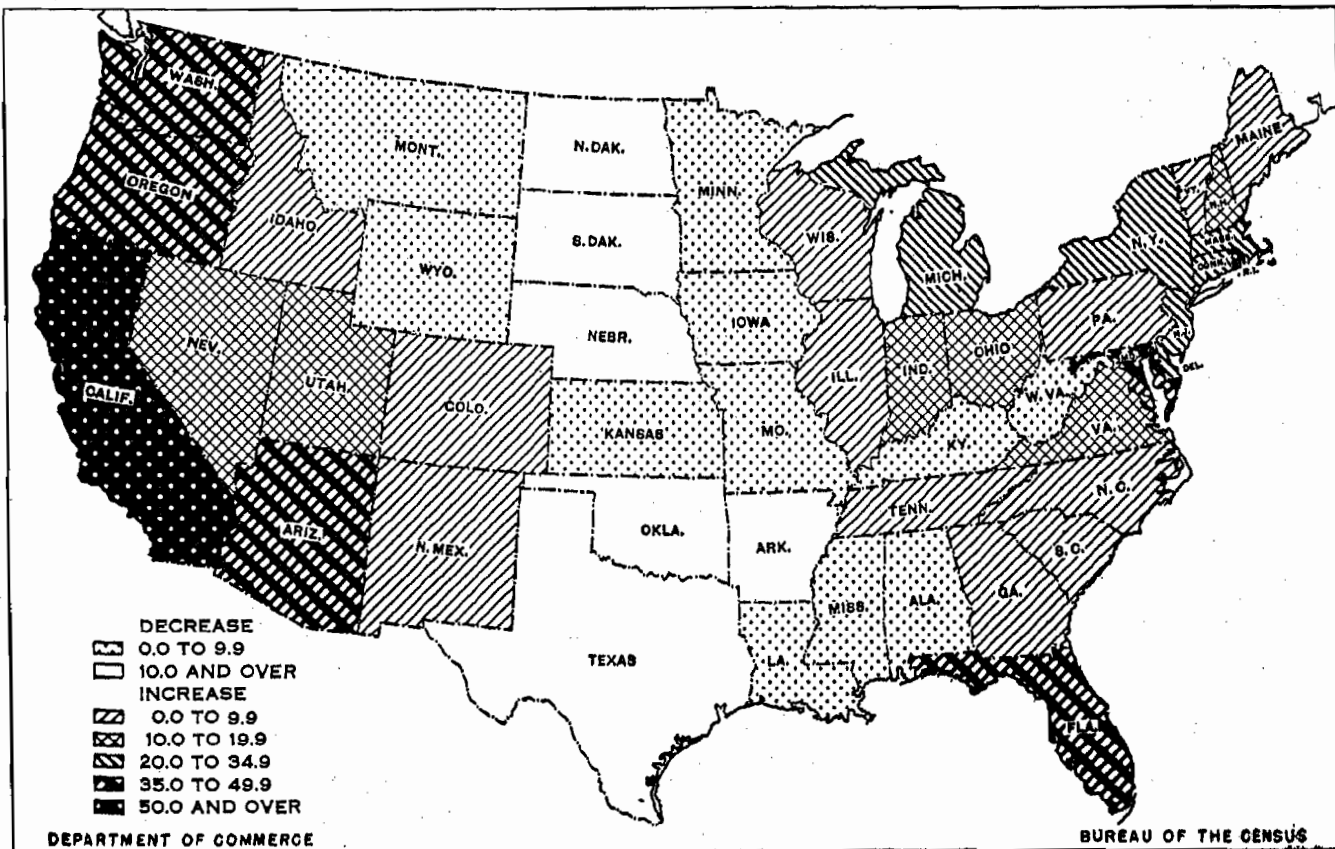 WASH.
OREGON
CALIF.
IDAHO.
NEV.
UTAH.
ARIZ.
MONT.
WYO.
COLO.
N. MEX.
N. DAK.
S. DAK.
NEBR.
KANSAS
OKLA.
TEXAS
MINN.
IOWA
MO.
ARK.
LA.
WIS.
ILL.
MISS.
MICH.
IND.
OHIO
KY.
TENN.
ALA.
GA.
FLA.
W. VA.
VA.
N. C.
S. C.
PA.
N. Y.
MAINE
VT.
N.H.
MASS.
CONN.
R.I.
N.J.
DEL.
MD.
DECREASE
0.0 TO 9.9
10.0 AND OVER
INCREASE
0.0 TO 9.9
10.0 TO 19.9
20.0 TO 34.9
35.0 TO 49.9
50.0 AND OVER
DEPARTMENT OF COMMERCE
BUREAU OF THE CENSUS